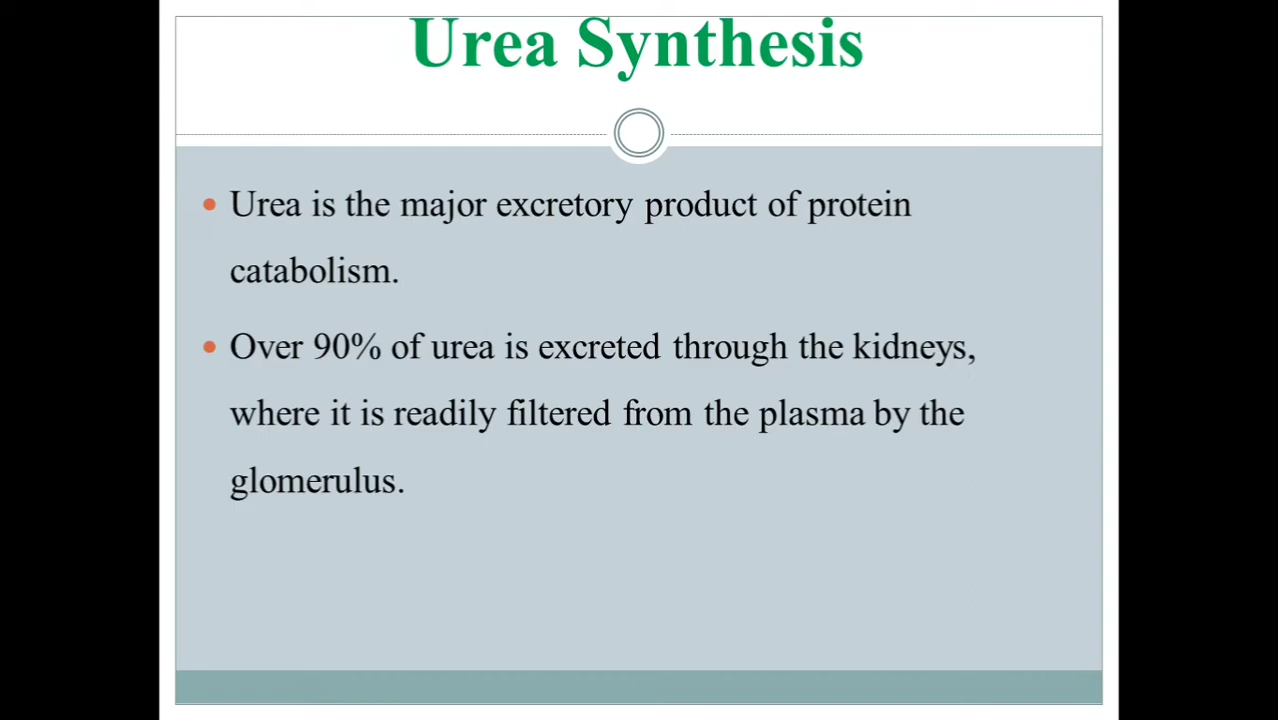 Urea Synthesis
• Urea is the major excretory product of protein
catabolism.
• Over 90% of urea is excreted through the kidneys,
where it is readily filtered from the plasma by the
glomerulus.